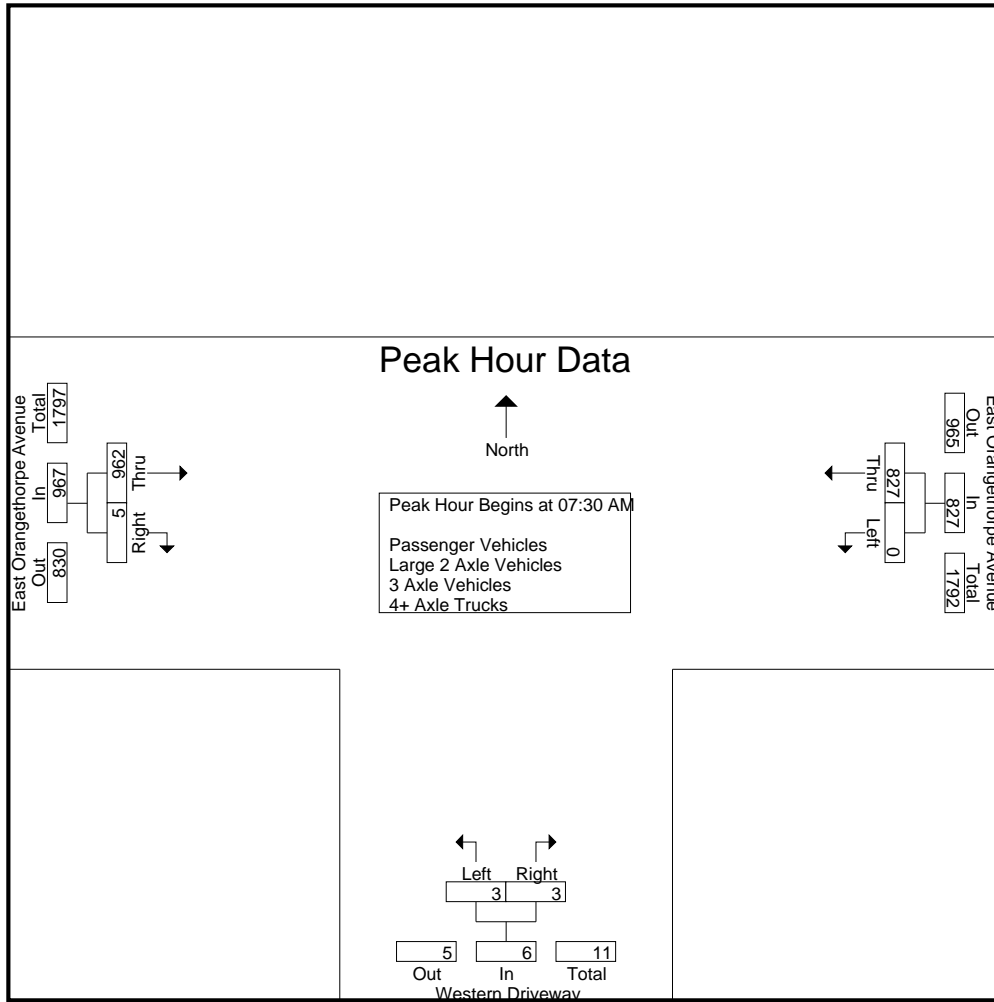 Peak Hour Data
North
Peak Hour Begins at 07:30 AM
Passenger Vehicles
Large 2 Axle Vehicles
3 Axle Vehicles
4+ Axle Trucks
East Orangethorpe Avenue
Out In Total
830 967 1797
Right Thru
5 962
East Orangethorpe Avenue
Out In Total
965 827 1792
Thru Left
827 0
Left Right
3 3
5 6 11
Out In Total
Western Driveway